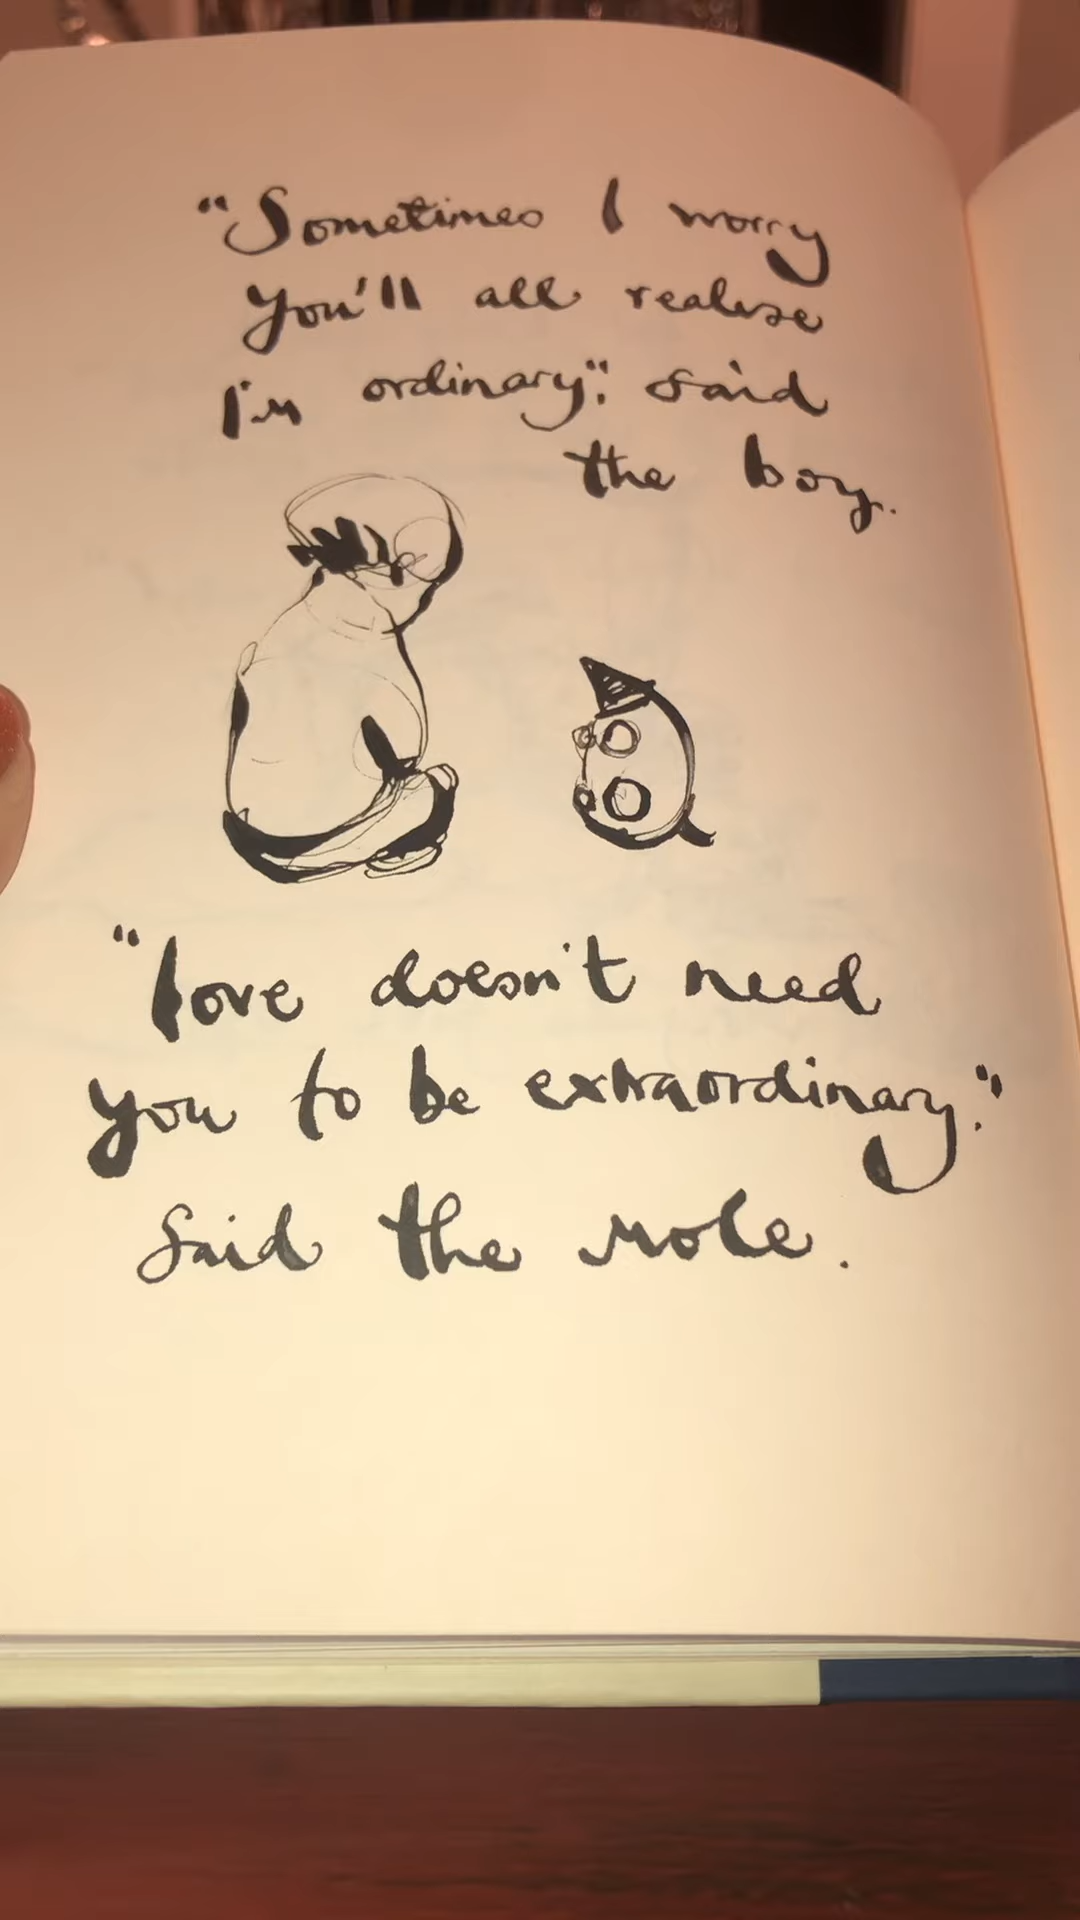 "Sometimes I worry
you'll all realise
I'm ordinary." said
the boy.
"love doesn't need
you to be extraordinary."
said the mole.